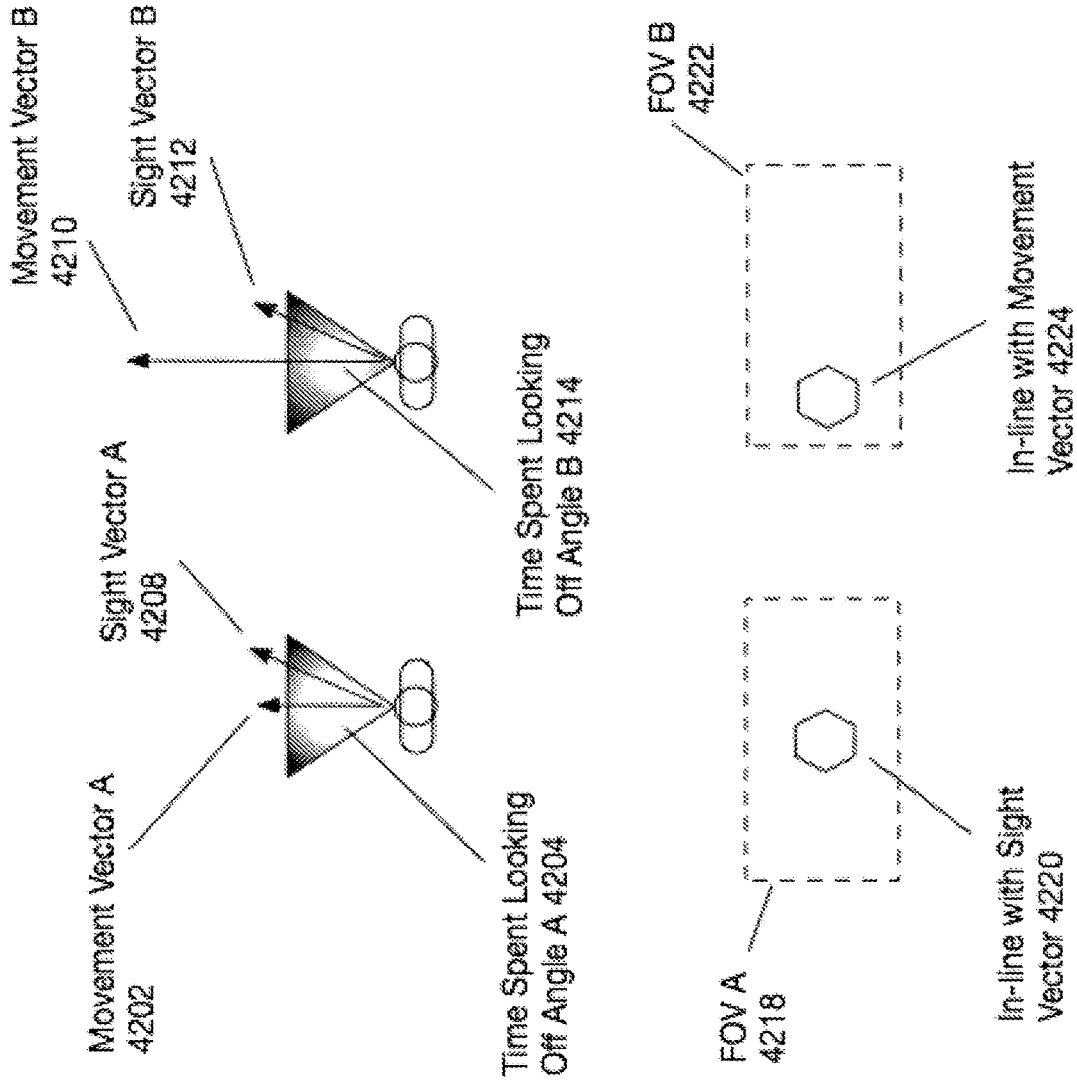 Movement Vector A
4202
Sight Vector A
4208
Movement Vector B
4210
Sight Vector B
4212
Time Spent Looking
Off Angle A 4204
Time Spent Looking
Off Angle B 4214
FOV A
4218
FOV B
4222
In-line with Sight
Vector 4220
In-line with Movement
Vector 4224